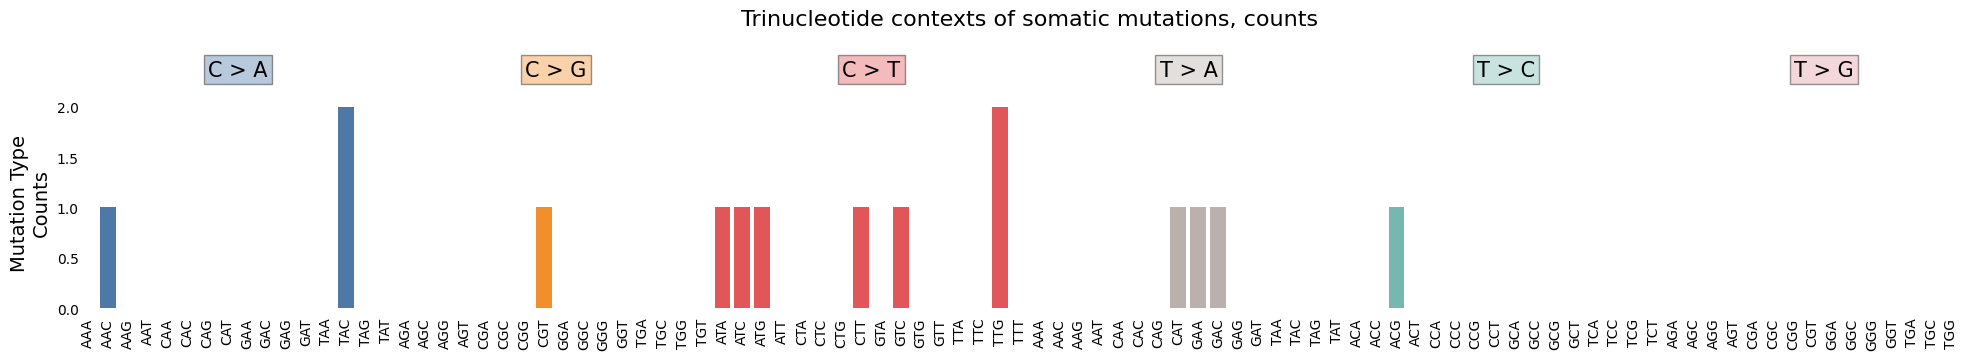 Trinucleotide contexts of somatic mutations, counts
C > A C > G C > T T > A T > C T > G
Mutation Type
Counts
2.0
1.5
1.0
0.5
0.0
AAA AAC AAG AAT CAA CAC CAG CAT GAA GAC GAG GAT TAA TAC TAG TAT AGA AGC AGG AGT CGA CGC CGG CGT GGA GGC GGG GGT TGA TGC TGG TGT ATA ATC ATG ATT CTA CTC CTG CTT GTA GTC GTG GTT TTA TTC TTG TTT AAA AAC AAG AAT CAA CAC CAG CAT GAA GAC GAG GAT TAA TAC TAG TAT ACA ACC ACG ACT CCA CCC CCG CCT GCA GCC GCG GCT TCA TCC TCG TCT AGA AGC AGG AGT CGA CGC CGG CGT GGA GGC GGG GGT TGA TGC TGG